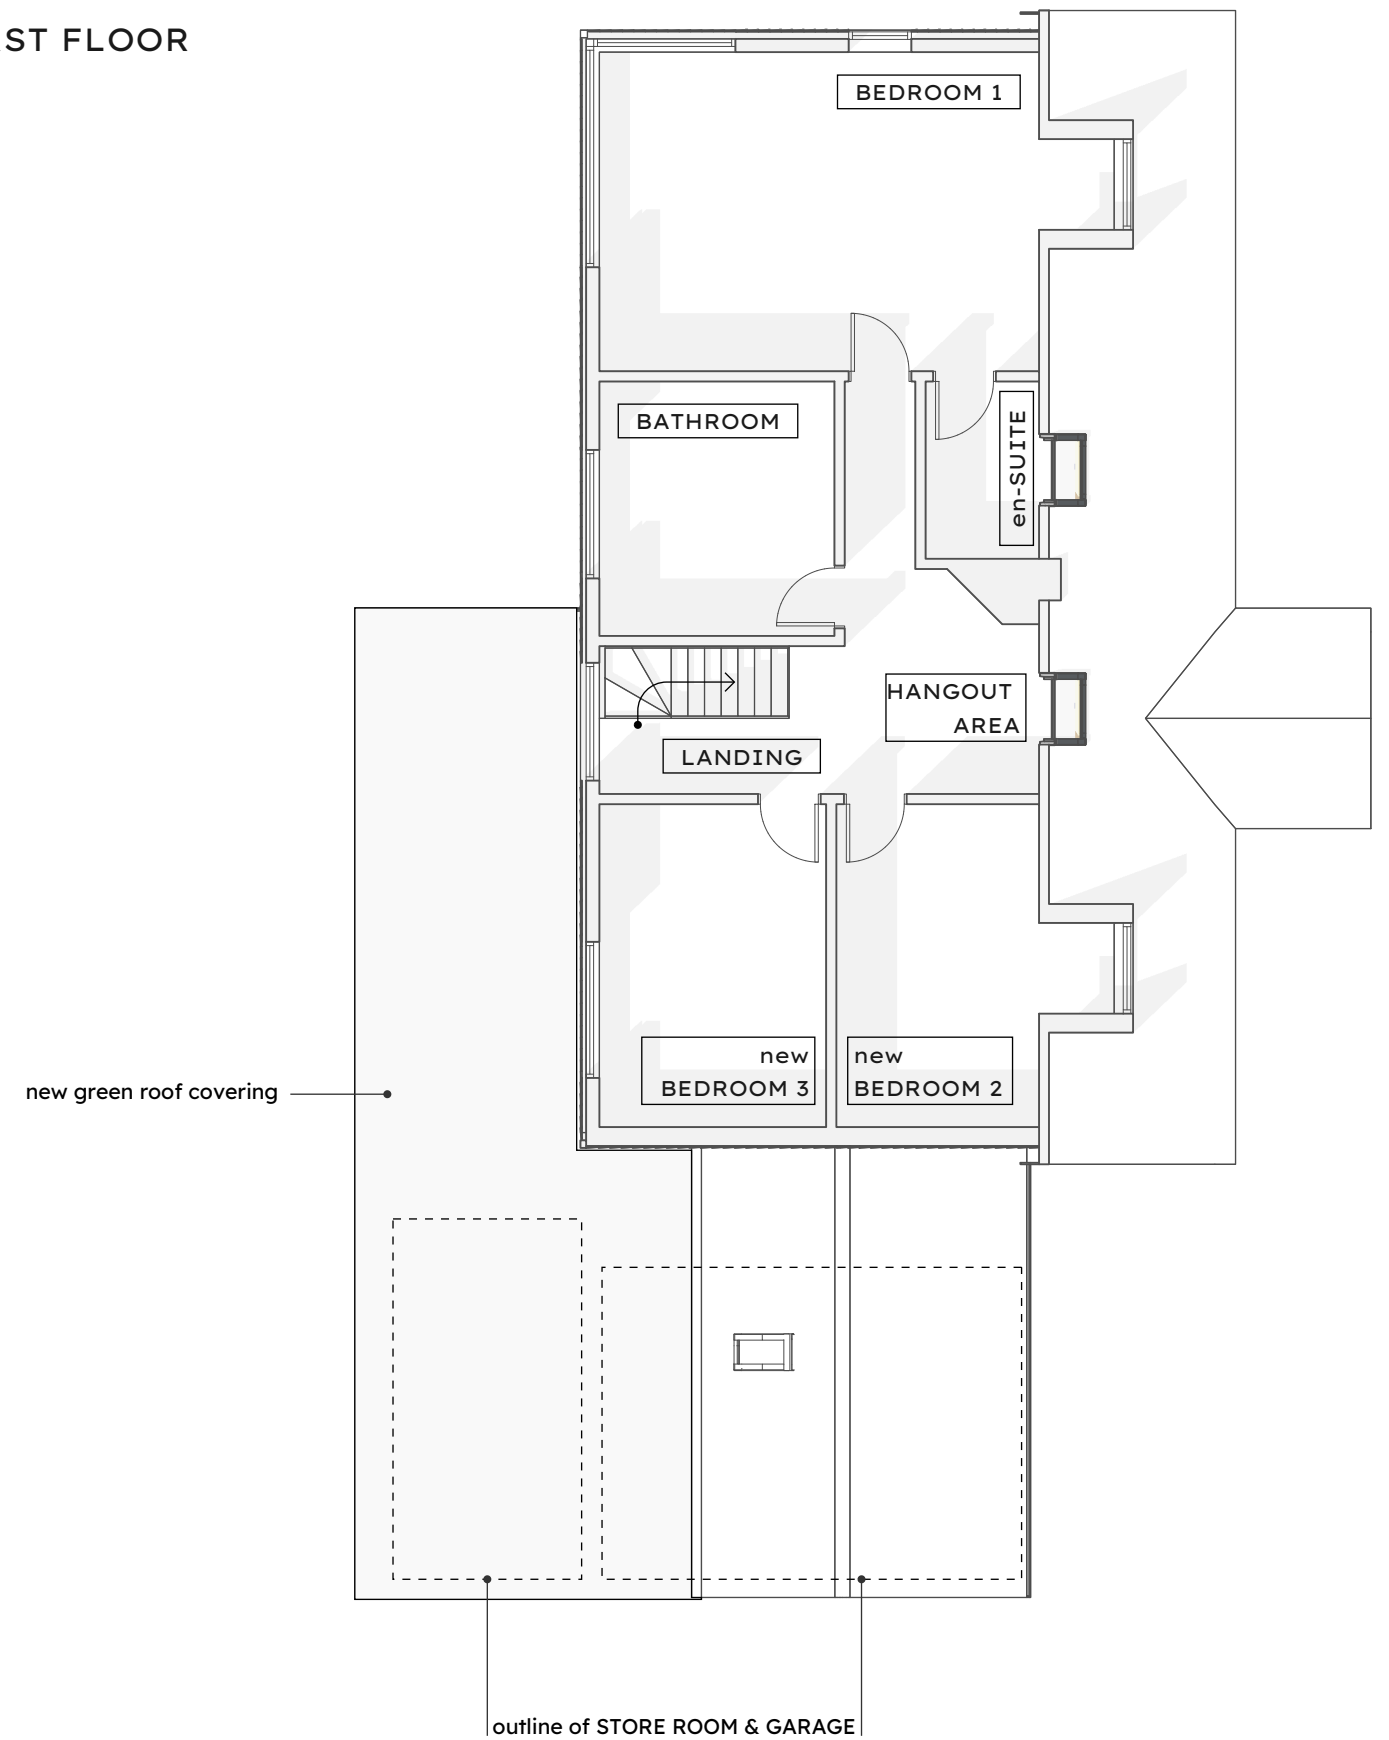 ST FLOOR
BEDROOM 1
BATHROOM
en-SUITE
HANGOUT
AREA
LANDING
new
BEDROOM 3
new
BEDROOM 2
new green roof covering
outline of STORE ROOM & GARAGE